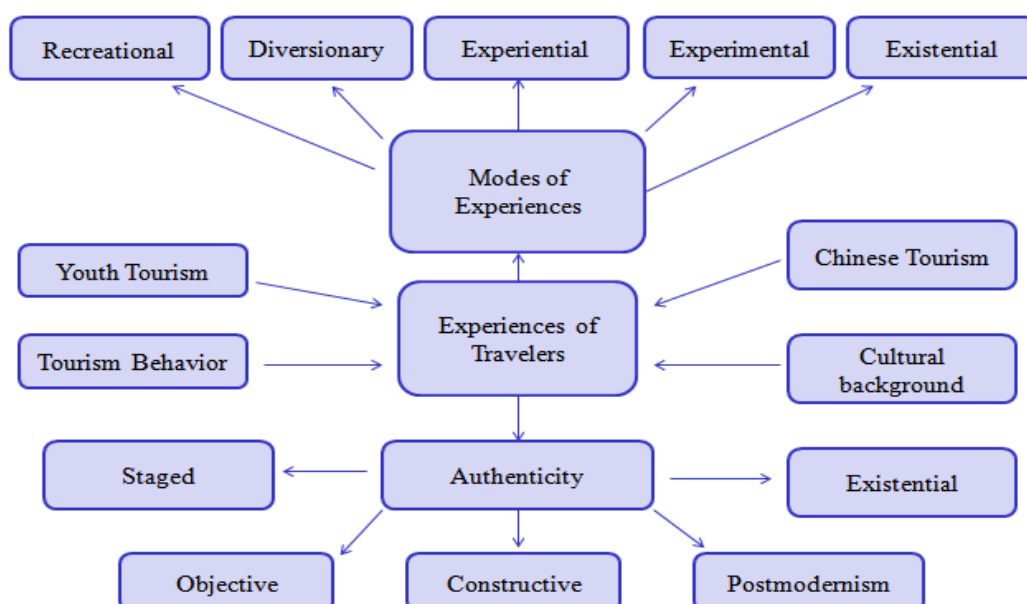 Recreational
Diversionary
Experiential
Experimental
Existential
Modes of
Experiences
Youth Tourism
Chinese Tourism
Experiences of
Travelers
Tourism Behavior
Cultural
background
Staged
Authenticity
Existential
Objective
Constructive
Postmodernism